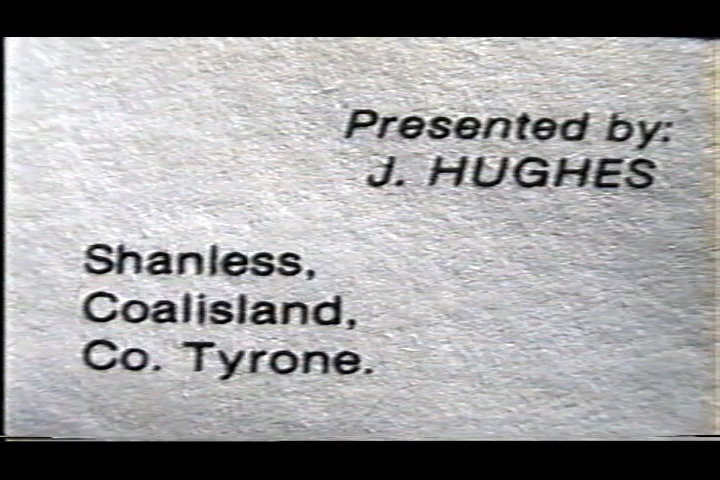 Presented by:
J. HUGHES
Shanless,
Coalisland,
Co. Tyrone.